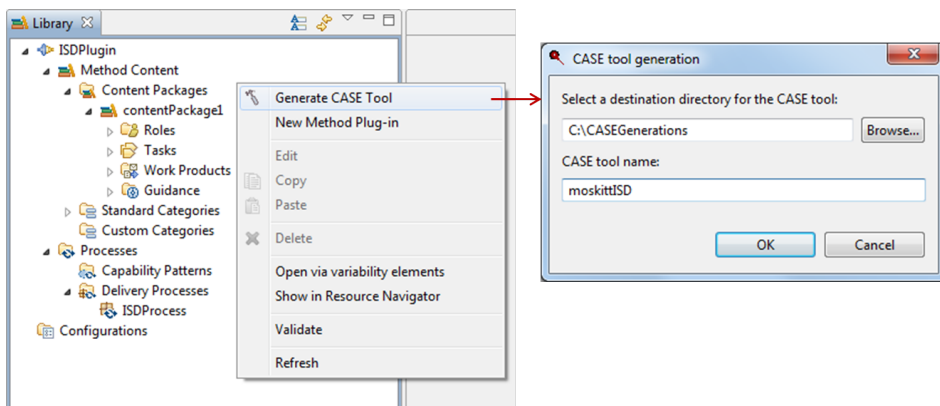 Library
ISDPlugin
Method Content
Content Packages
contentPackage1
Roles
Tasks
Work Products
Guidance
Standard Categories
Custom Categories
Processes
Capability Patterns
Delivery Processes
ISDProcess
Configurations
Generate CASE Tool
New Method Plug-in
Edit
Copy
Paste
Delete
Open via variability elements
Show in Resource Navigator
Validate
Refresh
CASE tool generation
Select a destination directory for the CASE tool:
C:\CASEGenerations Browse...
CASE tool name:
moskittISD
OK Cancel